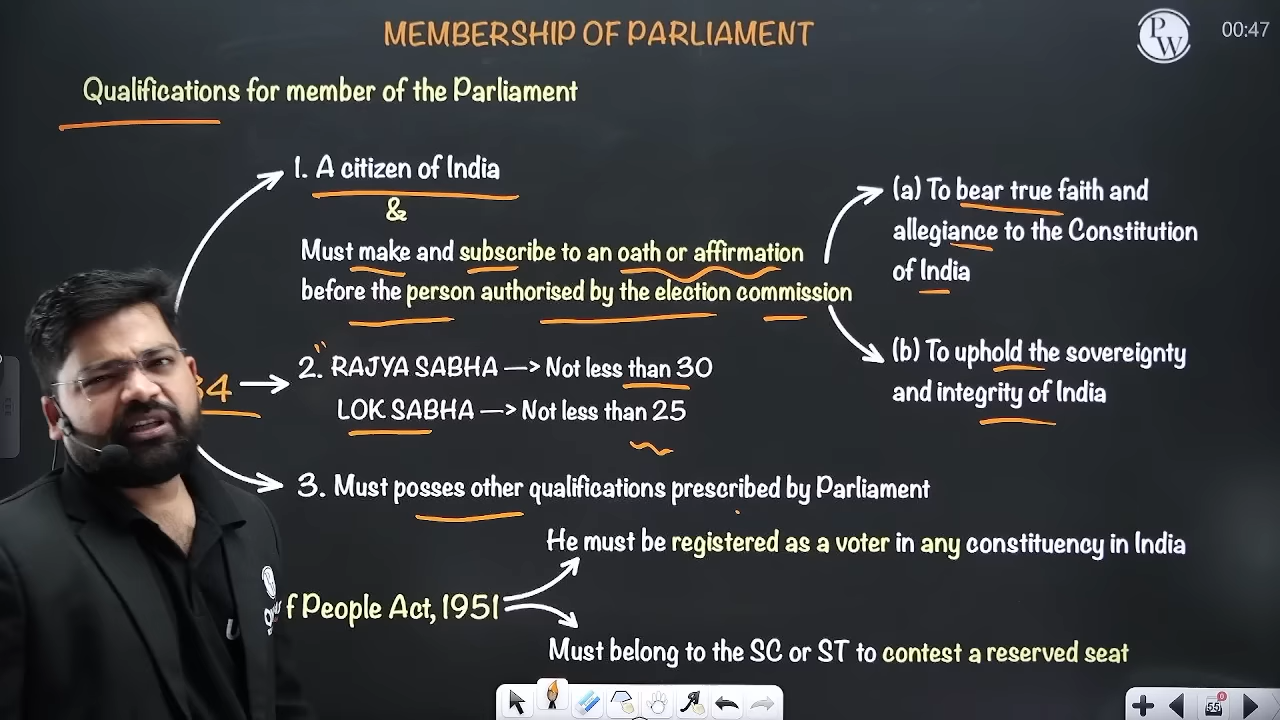 MEMBERSHIP OF PARLIAMENT
PW
00:47
Qualifications for member of the Parliament
1. A citizen of India
&
Must make and subscribe to an oath or affirmation
before the person authorised by the election commission
(a) To bear true faith and
allegiance to the Constitution
of India
(b) To uphold the sovereignty
and integrity of India
84
2. RAJYA SABHA —> Not less than 30
LOK SABHA —> Not less than 25
3. Must posses other qualifications prescribed by Parliament
He must be registered as a voter in any constituency in India
f People Act, 1951
Must belong to the SC or ST to contest a reserved seat
55